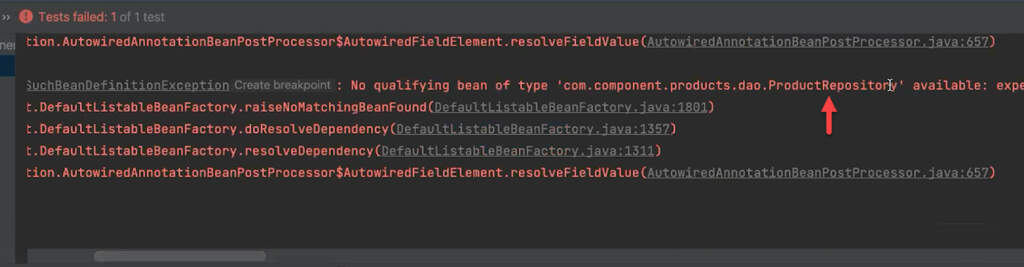 Tests failed: 1 of 1 test
tion.AutowiredAnnotationBeanPostProcessor$AutowiredFieldElement.resolveFieldValue(AutowiredAnnotationBeanPostProcessor.java:657)
SuchBeanDefinitionException Create breakpoint : No qualifying bean of type 'com.component.products.dao.ProductRepository' available: expe
t.DefaultListableBeanFactory.raiseNoMatchingBeanFound(DefaultListableBeanFactory.java:1801)
t.DefaultListableBeanFactory.doResolveDependency(DefaultListableBeanFactory.java:1357)
t.DefaultListableBeanFactory.resolveDependency(DefaultListableBeanFactory.java:1311)
tion.AutowiredAnnotationBeanPostProcessor$AutowiredFieldElement.resolveFieldValue(AutowiredAnnotationBeanPostProcessor.java:657)